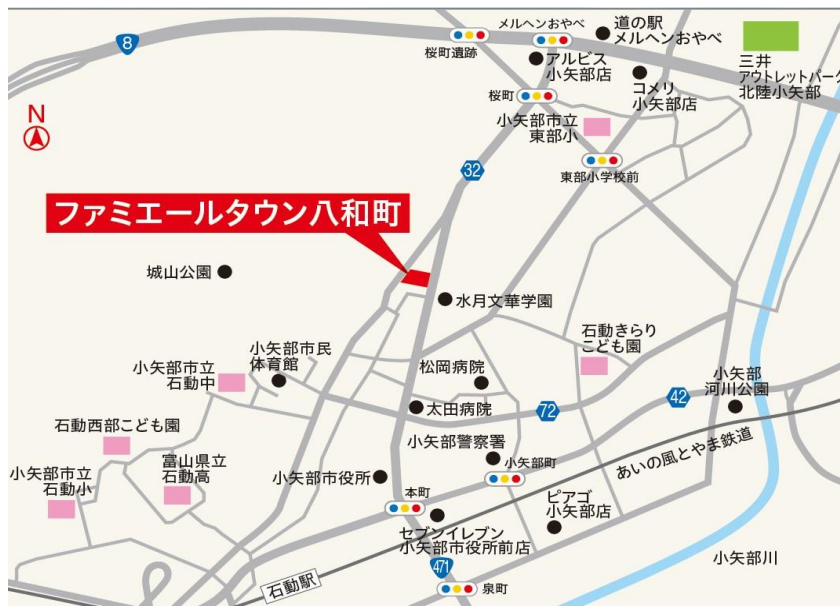 8
桜町遺跡
メルヘンおやべ
道の駅
メルヘンおやべ
アルビス
小矢部店
コメリ
小矢部店
三井
アウトレットパーク
北陸小矢部
N
桜町
小矢部市立
東部小
32
東部小学校前
ファミエールタウン八和町
城山公園
水月文華学園
小矢部市民
体育館
小矢部市立
石動中
松岡病院
石動きらり
こども園
太田病院
72
42
小矢部
河川公園
石動西部こども園
小矢部警察署
小矢部町
あいの風とやま鉄道
小矢部市立
石動小
富山県立
石動高
小矢部市役所
本町
セブンイレブン
小矢部市役所前店
ピアゴ
小矢部店
小矢部川
471
石動駅
泉町